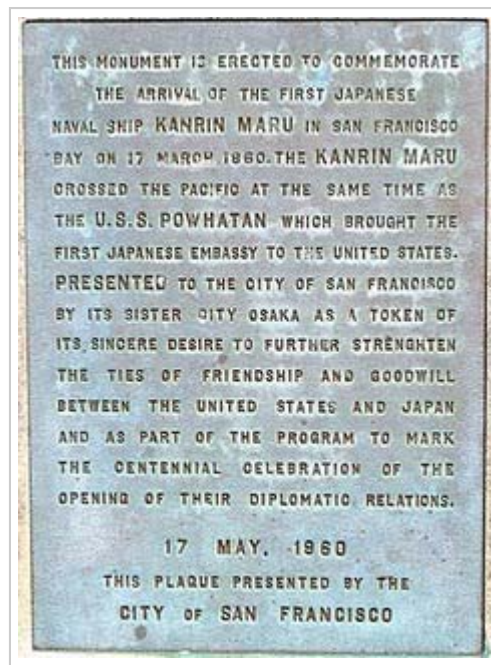 THIS MONUMENT IS ERECTED TO COMMEMORATE
THE ARRIVAL OF THE FIRST JAPANESE
NAVAL SHIP KANRIN MARU IN SAN FRANCISCO
BAY ON 17 MARCH 1860. THE KANRIN MARU
CROSSED THE PACIFIC AT THE SAME TIME AS
THE U.S.S. POWHATAN WHICH BROUGHT THE
FIRST JAPANESE EMBASSY TO THE UNITED STATES.
PRESENTED TO THE CITY OF SAN FRANCISCO
BY ITS SISTER CITY OSAKA AS A TOKEN OF
ITS SINCERE DESIRE TO FURTHER STRENGHTEN
THE TIES OF FRIENDSHIP AND GOODWILL
BETWEEN THE UNITED STATES AND JAPAN
AND AS PART OF THE PROGRAM TO MARK
THE CENTENNIAL CELEBRATION OF THE
OPENING OF THEIR DIPLOMATIC RELATIONS.
17 MAY, 1960
THIS PLAQUE PRESENTED BY THE
CITY OF SAN FRANCISCO